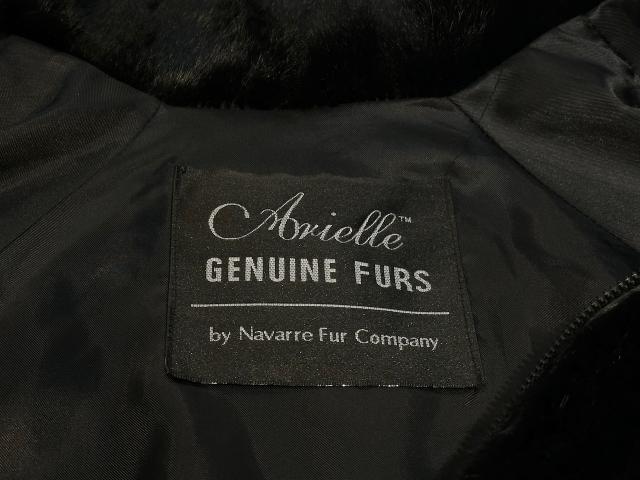 Arielle™
GENUINE FURS
by Navarre Fur Company